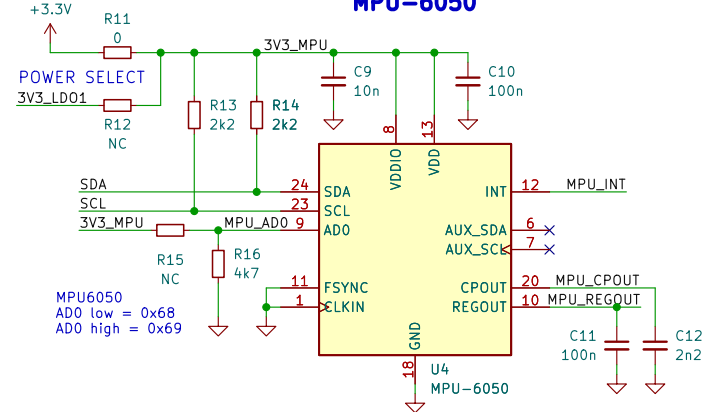 MPU-6050
+3.3V
R11
0
3V3_MPU
POWER SELECT
3V3_LDO1
R12
NC
R13
2k2
R14
2k2
C9
10n
C10
100n
8
13
VDDIO
VDD
SDA
24
SDA
INT
12
MPU_INT
SCL
23
SCL
3V3_MPU
MPU_AD0
9
AD0
AUX_SDA
6
AUX_SCL
7
R15
NC
R16
4k7
11
FSYNC
CPOUT
20
MPU_CPOUT
1
CLKIN
REGOUT
10
MPU_REGOUT
MPU6050
AD0 low = 0x68
AD0 high = 0x69
GND
18
C11
100n
C12
2n2
U4
MPU-6050